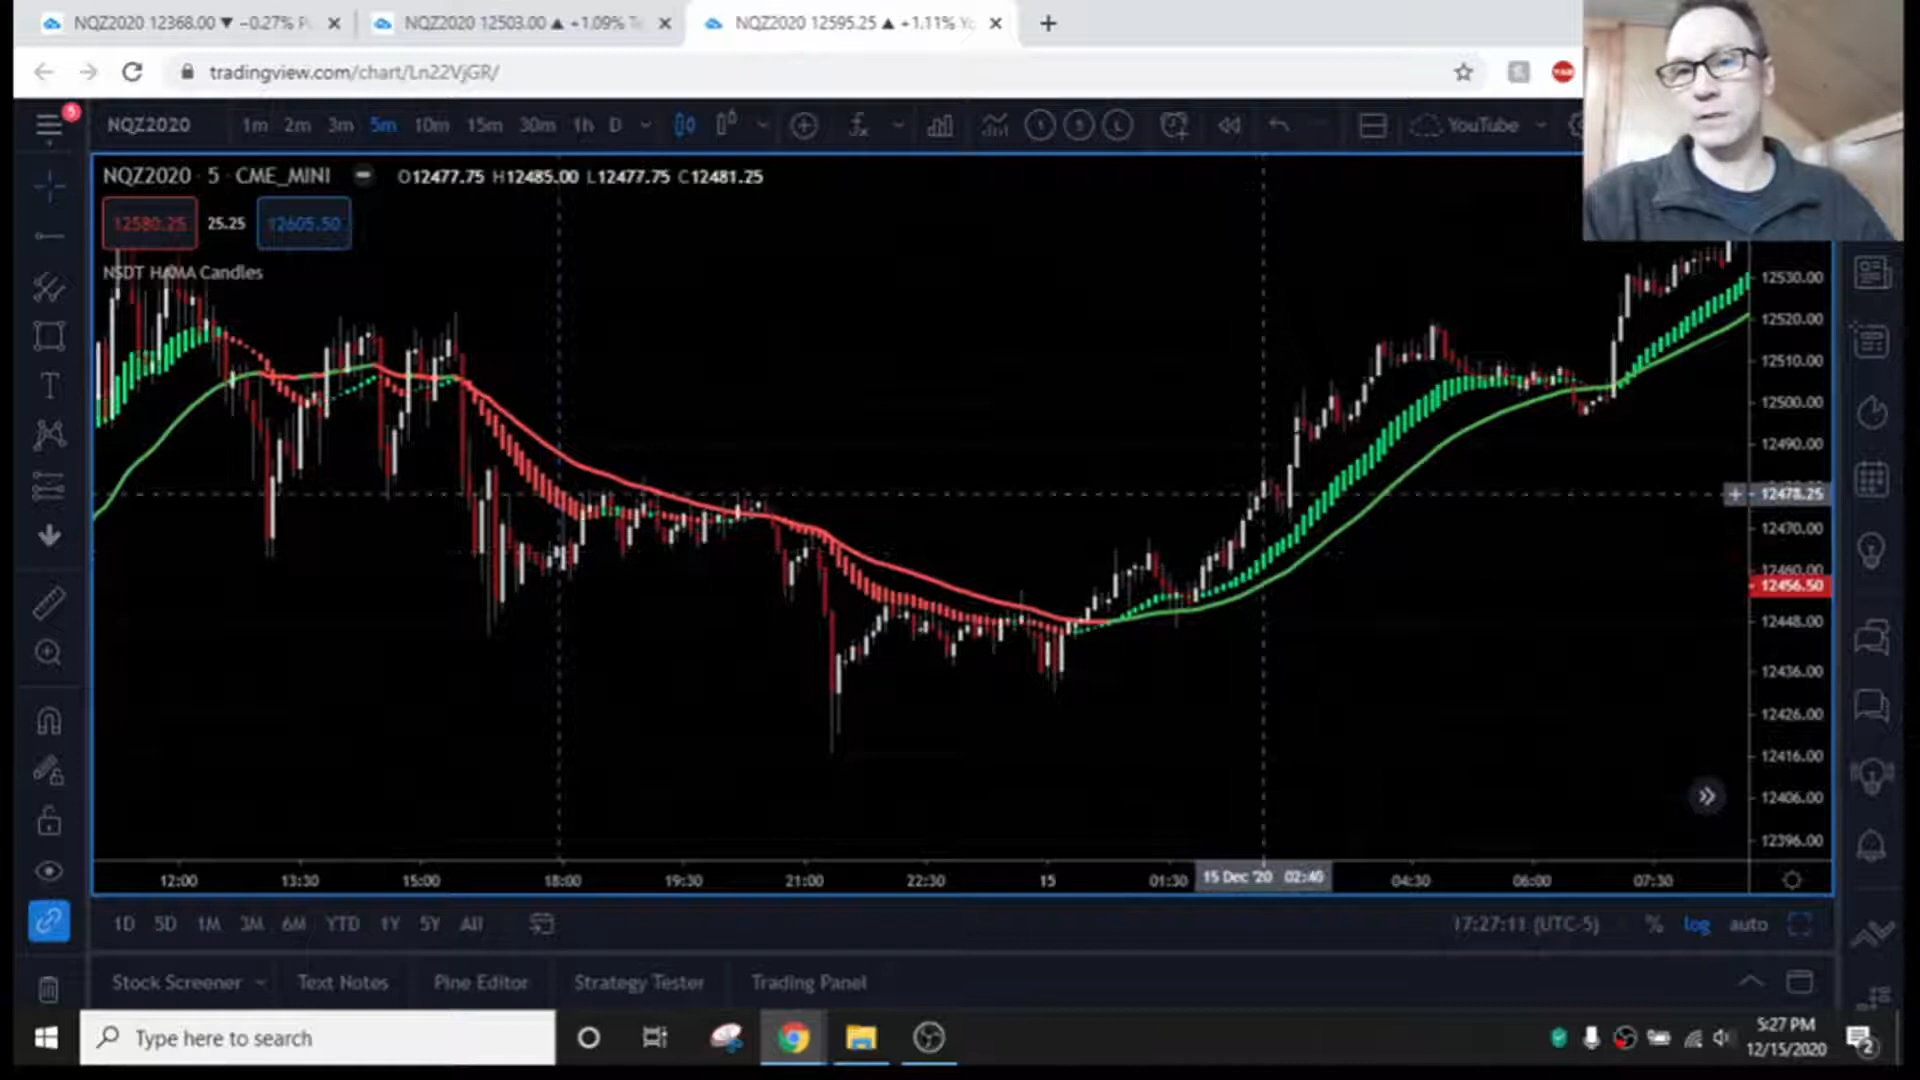 NQZ2020 12368.00 ▼ −0.27%
NQZ2020 12503.00 ▲ +1.09%
NQZ2020 12595.25 ▲ +1.11%
tradingview.com/chart/Ln22VjGR/
5
NQZ2020 1m 2m 3m 5m 10m 15m 30m 1h D YouTube
NQZ2020 · 5 · CME_MINI O12477.75 H12485.00 L12477.75 C12481.25
12580.25 25.25 12605.50
NSDT HAMA Candles
12530.00
12520.00
12510.00
12500.00
12490.00
12478.25
12470.00
12460.00
12456.50
12448.00
12436.00
12426.00
12416.00
12406.00
12396.00
12:00 13:30 15:00 18:00 19:30 21:00 22:30 15 01:30 15 Dec '20 02:40 04:30 06:00 07:30
1D 5D 1M 3M 6M YTD 1Y 5Y All 17:27:11 (UTC-5) % log auto
Stock Screener Text Notes Pine Editor Strategy Tester Trading Panel
Type here to search
5:27 PM
12/15/2020
2